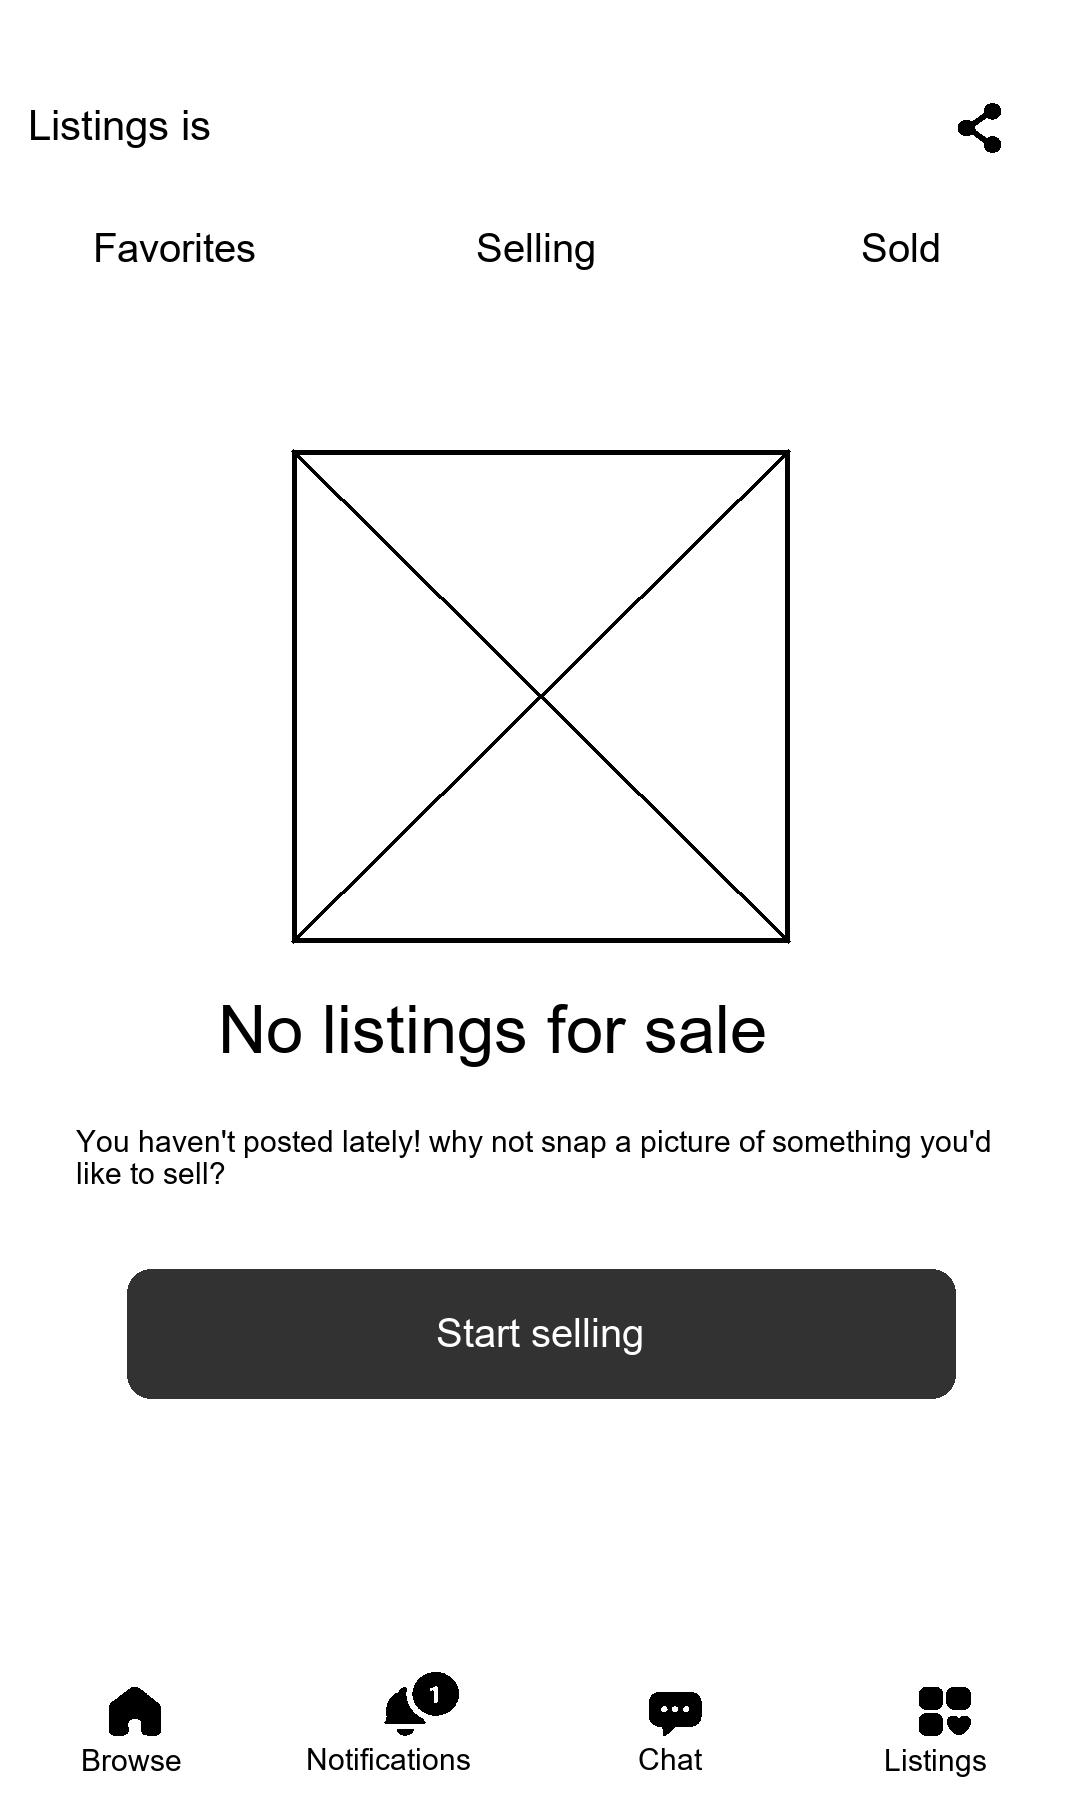 Listings is
Favorites Selling Sold
No listings for sale
You haven't posted lately! why not snap a picture of something you'd
like to sell?
Start selling
1
Browse Notifications Chat Listings